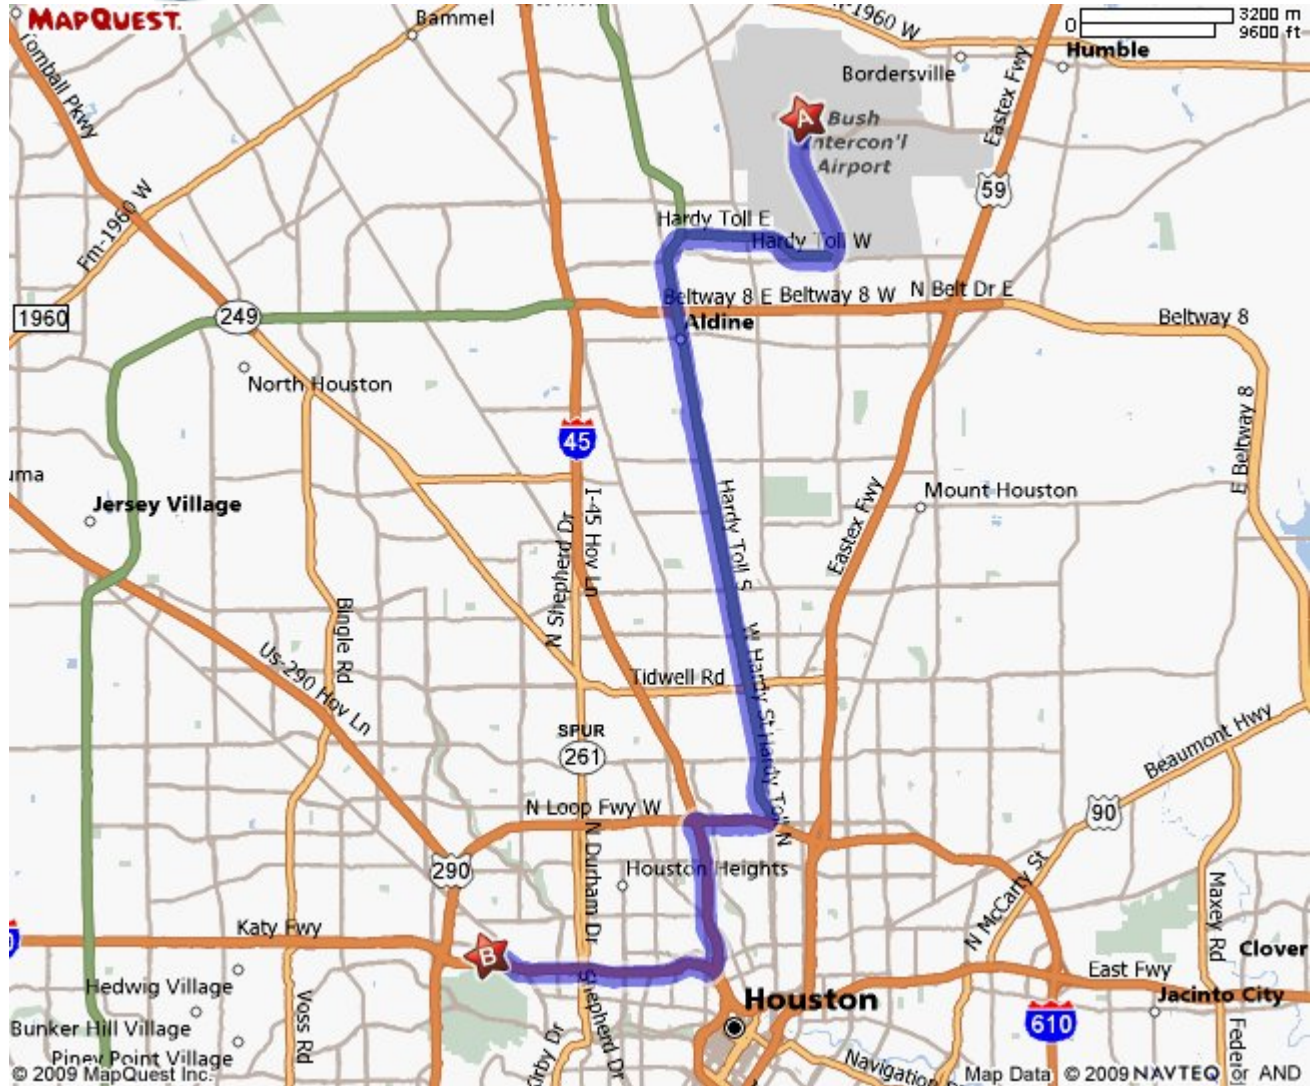 MAPQUEST.
Bammel
-1960 W
0
3200 m
9600 ft
Humble
Bordersville
Tomball Pkwy
Eastex Fwy
A
Bush
Intercon'l
Airport
59
Fm-1960 W
Hardy Toll E
Hardy Toll W
1960
249
Beltway 8 E
Beltway 8 W
N Belt Dr E
Beltway 8
Aldine
North Houston
45
E Beltway 8
uma
Jersey Village
I-45 Hov Ln
N Shepherd Dr
Hardy Toll S
Eastex Fwy
Mount Houston
Bingle Rd
Us-290 Hov Ln
W Hardy St
Tidwell Rd
Hardy Toll N
SPUR
261
Beaumont Hwy
90
N Loop Fwy W
N Durham Dr
Houston Heights
290
N McCarty St
Maxey Rd
Katy Fwy
B
Clover
Hedwig Village
Voss Rd
Shepherd Dr
East Fwy
Houston
Jacinto City
Bunker Hill Village
610
Kirby Dr
Piney Point Village
Navigation
Federal
© 2009 MapQuest Inc.
Map Data © 2009 NAVTEQ or AND